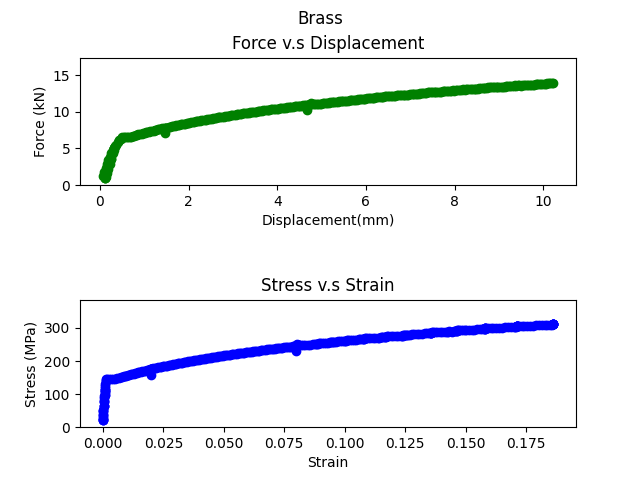 Brass
Force v.s Displacement
15
10
5
0
Force (kN)
0 2 4 6 8 10
Displacement(mm)
Stress v.s Strain
300
200
100
0
Stress (MPa)
0.000 0.025 0.050 0.075 0.100 0.125 0.150 0.175
Strain